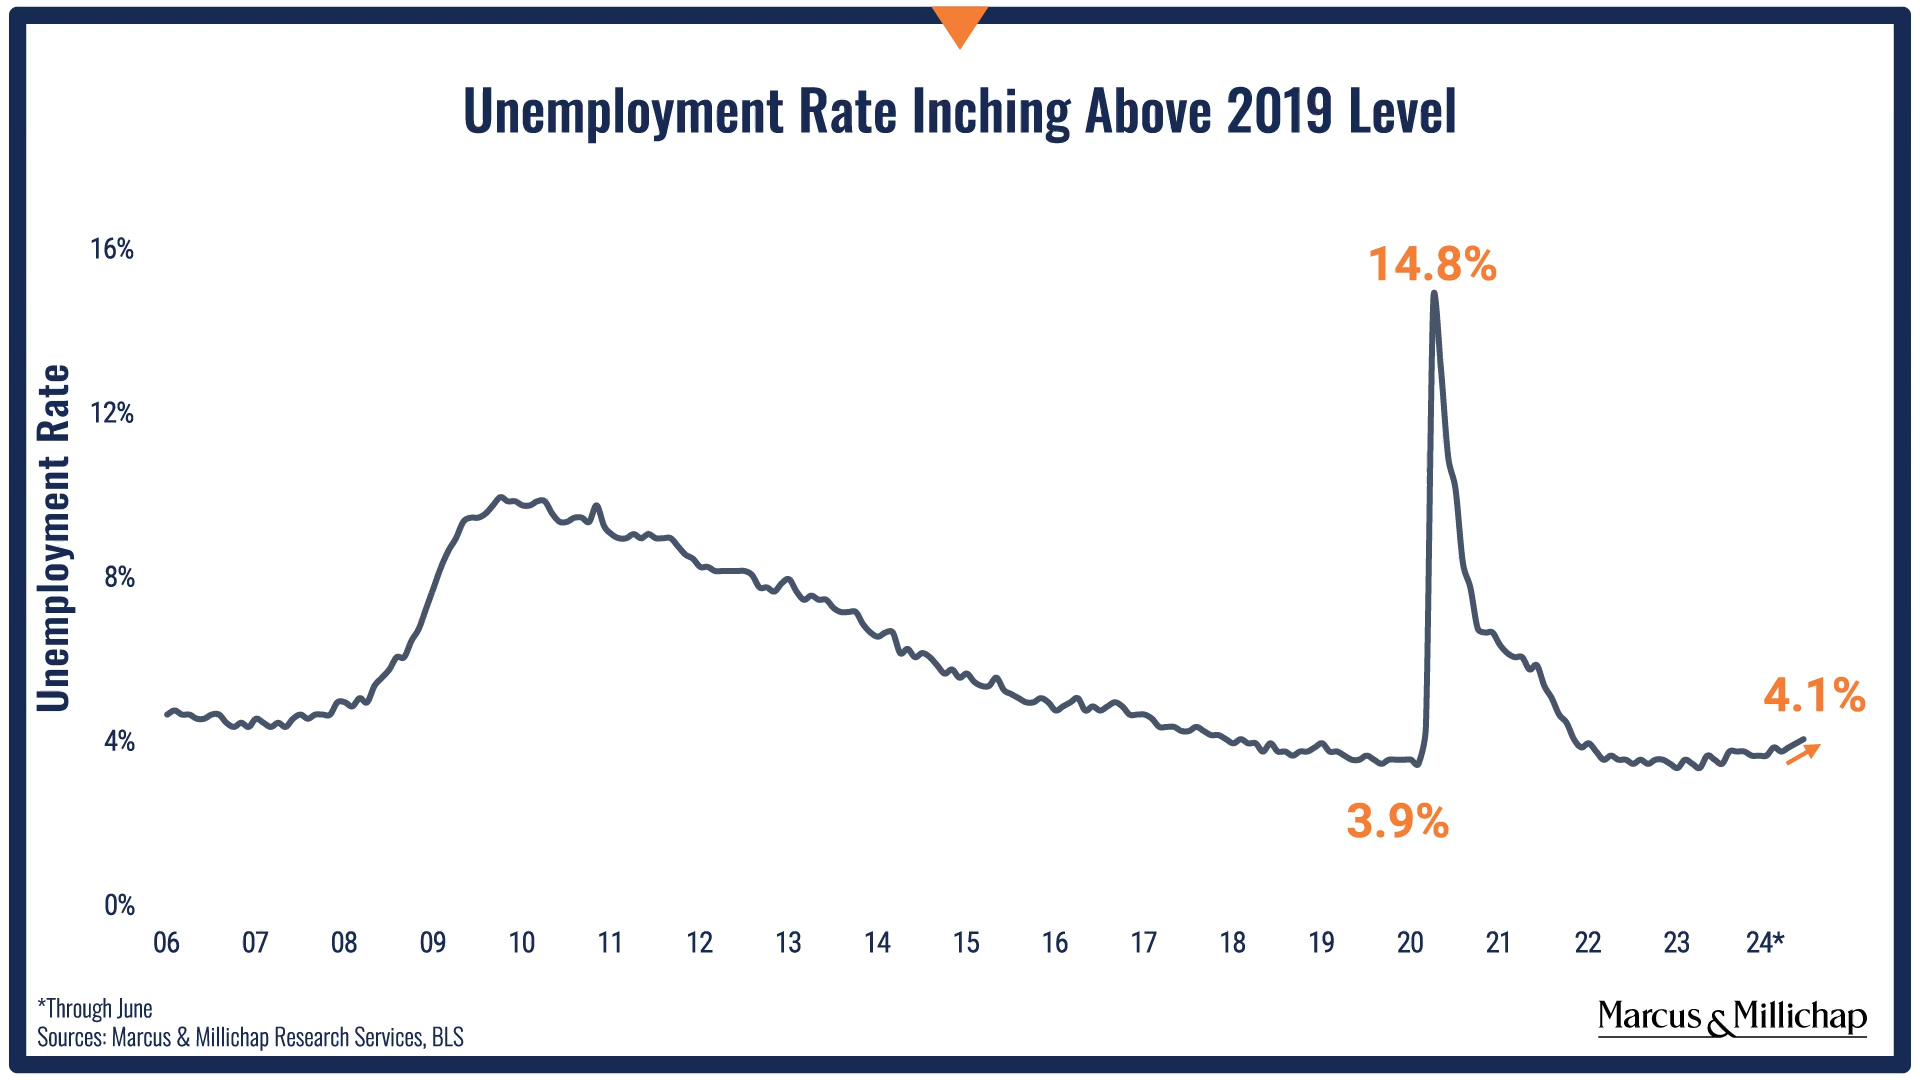 Unemployment Rate Inching Above 2019 Level
Unemployment Rate
16%
12%
8%
4%
0%
14.8%
3.9%
4.1%
06 07 08 09 10 11 12 13 14 15 16 17 18 19 20 21 22 23 24*
*Through June
Sources: Marcus & Millichap Research Services, BLS
Marcus & Millichap